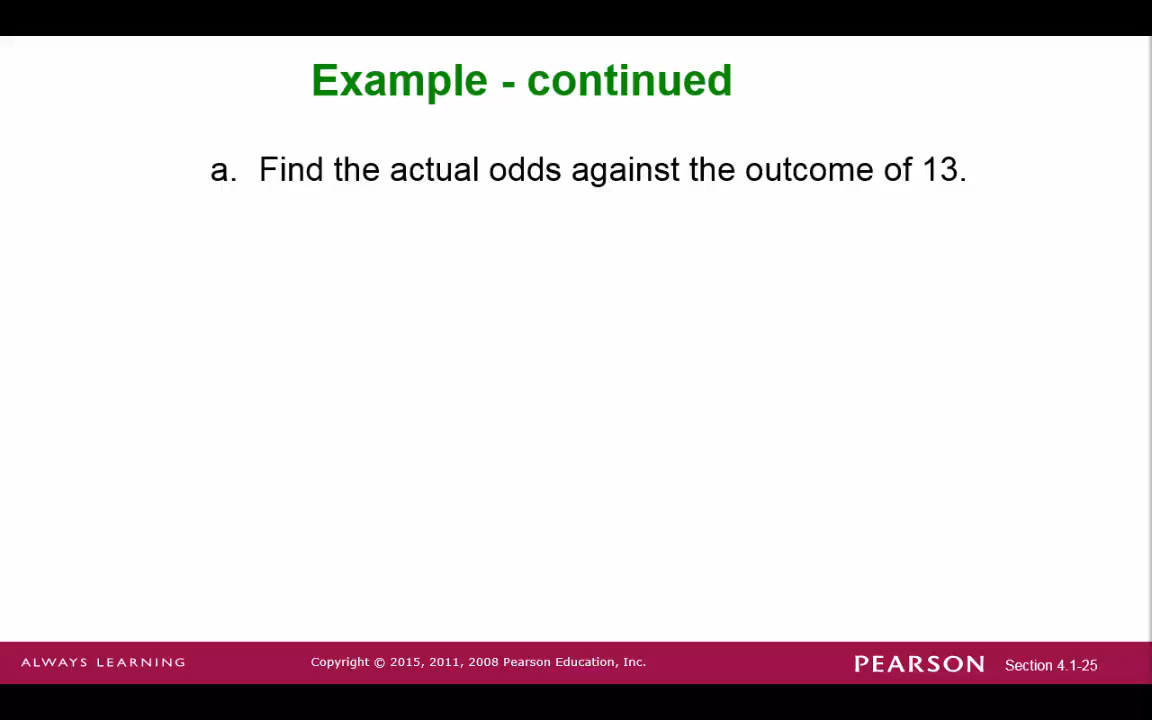 Example - continued
a. Find the actual odds against the outcome of 13.
ALWAYS LEARNING
Copyright © 2015, 2011, 2008 Pearson Education, Inc.
PEARSON
Section 4.1-25